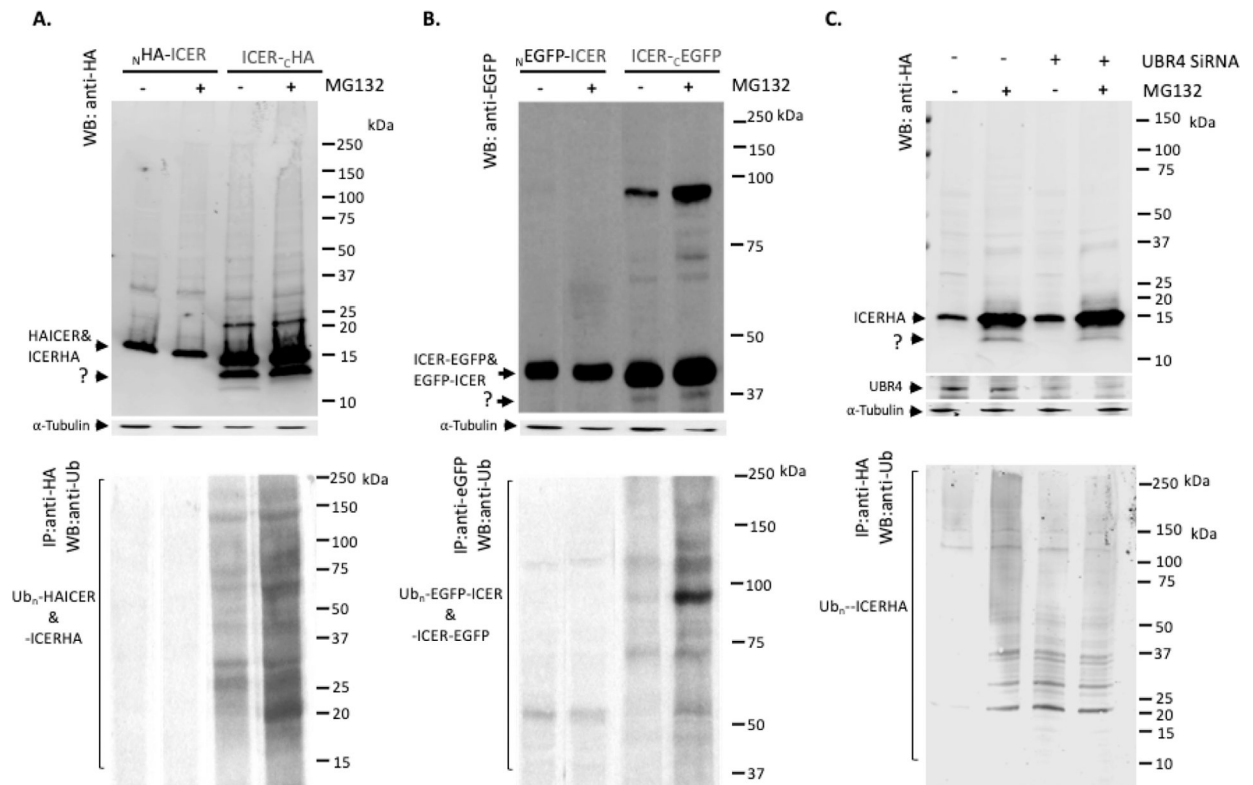 A.
WB: anti-HA
NHA-ICER ICER-CHA
- + - + MG132
kDa
250
150
100
75
50
37
25
20
15
10
HAICER&
ICERHA
?
α-Tubulin
IP:anti-HA
WB:anti-Ub
250 kDa
150
100
75
50
37
25
20
15
Ubn-HAICER
&
-ICERHA
B.
WB: anti-EGFP
NEGFP-ICER ICER-CEGFP
- + - + MG132
250 kDa
150
100
75
50
37
ICER-EGFP&
EGFP-ICER
?
α-Tubulin
IP:anti-eGFP
WB:anti-Ub
250 kDa
150
100
75
50
37
Ubn-EGFP-ICER
&
-ICER-EGFP
C.
WB: anti-HA
- - + + UBR4 SiRNA
- + - + MG132
150 kDa
100
75
50
37
25
20
15
10
ICERHA
?
UBR4
α-Tubulin
IP:anti-HA
WB:anti-Ub
250 kDa
150 kDa
100
75
50
37
25
20
15
10
Ubn--ICERHA